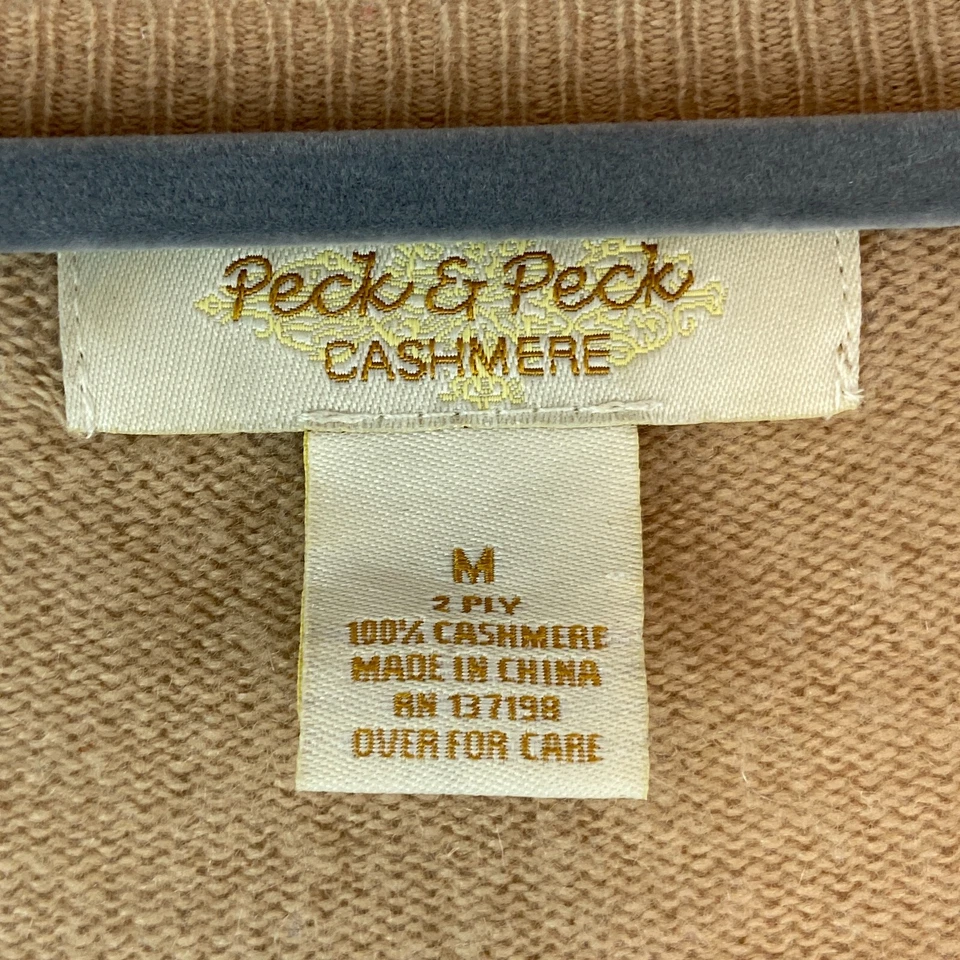 Peck & Peck
CASHMERE
M
2 PLY
100% CASHMERE
MADE IN CHINA
RN 137198
OVER FOR CARE